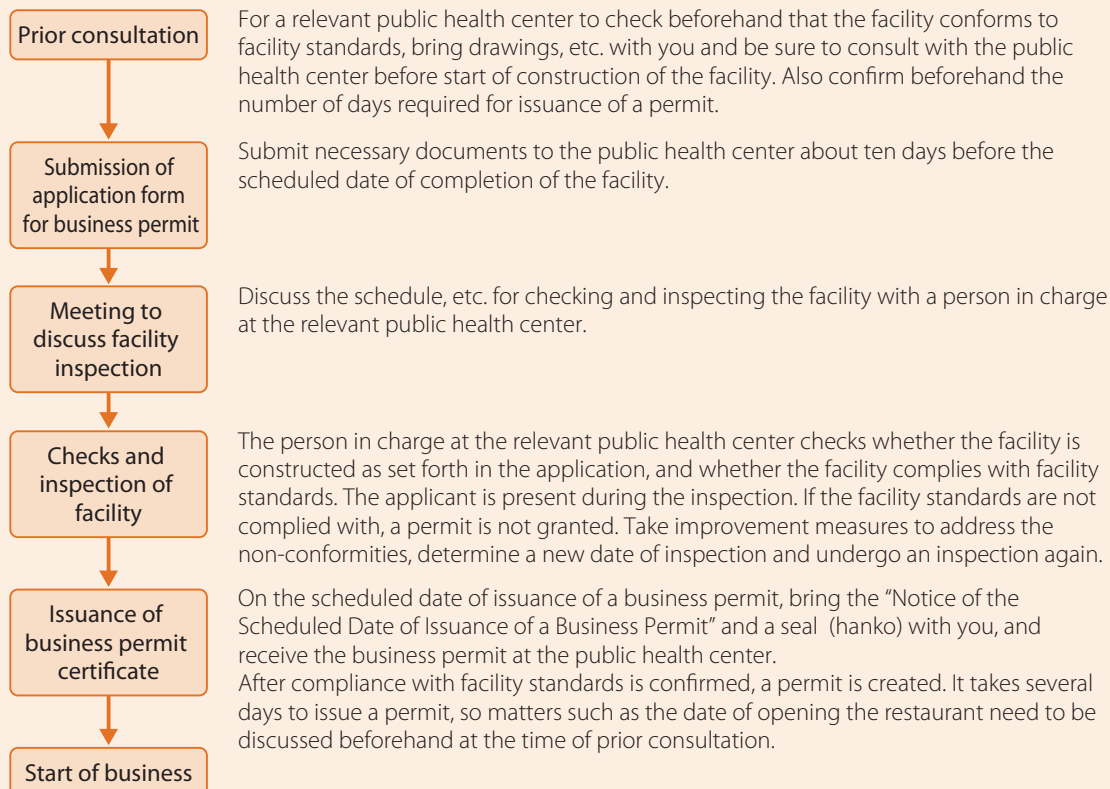 Prior consultation
For a relevant public health center to check beforehand that the facility conforms to
facility standards, bring drawings, etc. with you and be sure to consult with the public
health center before start of construction of the facility. Also confirm beforehand the
number of days required for issuance of a permit.
Submission of
application form
for business permit
Submit necessary documents to the public health center about ten days before the
scheduled date of completion of the facility.
Meeting to
discuss facility
inspection
Discuss the schedule, etc. for checking and inspecting the facility with a person in charge
at the relevant public health center.
Checks and
inspection of
facility
The person in charge at the relevant public health center checks whether the facility is
constructed as set forth in the application, and whether the facility complies with facility
standards. The applicant is present during the inspection. If the facility standards are not
complied with, a permit is not granted. Take improvement measures to address the
non-conformities, determine a new date of inspection and undergo an inspection again.
Issuance of
business permit
certificate
On the scheduled date of issuance of a business permit, bring the “Notice of the
Scheduled Date of Issuance of a Business Permit” and a seal (hanko) with you, and
receive the business permit at the public health center.
After compliance with facility standards is confirmed, a permit is created. It takes several
days to issue a permit, so matters such as the date of opening the restaurant need to be
discussed beforehand at the time of prior consultation.
Start of business